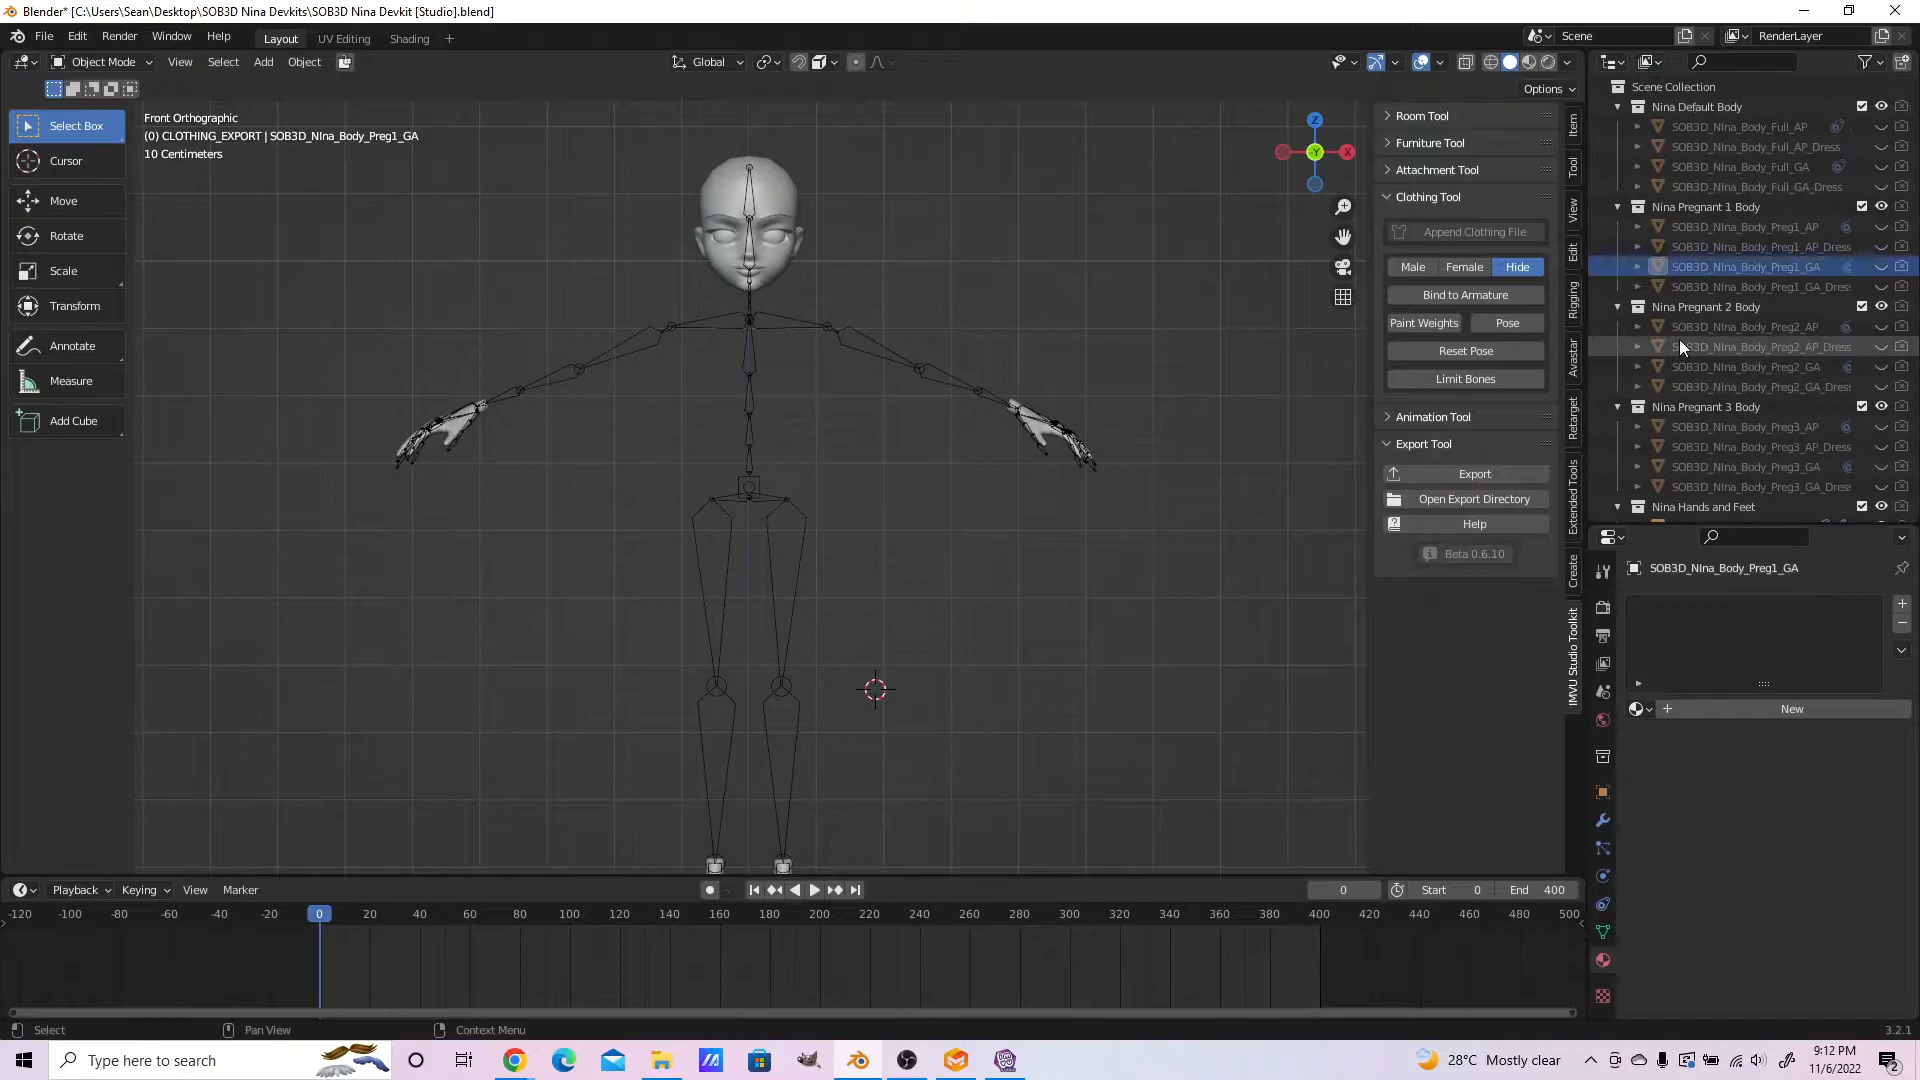 Blender* [C:\Users\Sean\Desktop\SOB3D Nina Devkits\SOB3D Nina Devkit [Studio].blend]
File Edit Render Window Help Layout UV Editing Shading +
Scene RenderLayer
Object Mode View Select Add Object Global
Options
Select Box
Cursor
Move
Rotate
Scale
Transform
Annotate
Measure
Add Cube
Front Orthographic
(0) CLOTHING_EXPORT | SOB3D_NIna_Body_Preg1_GA
10 Centimeters
Z
Y
X
Room Tool
Furniture Tool
Attachment Tool
Clothing Tool
Append Clothing File
Male Female Hide
Bind to Armature
Paint Weights Pose
Reset Pose
Limit Bones
Animation Tool
Export Tool
Export
Open Export Directory
Help
Beta 0.6.10
Item
Tool
View
Edit
Rigging
Avastar
Retarget
Extended Tools
Create
IMVU Studio Toolkit
Scene Collection
Nina Default Body
SOB3D_NIna_Body_Full_AP
SOB3D_NIna_Body_Full_AP_Dress
SOB3D_NIna_Body_Full_GA
SOB3D_NIna_Body_Full_GA_Dress
Nina Pregnant 1 Body
SOB3D_NIna_Body_Preg1_AP
SOB3D_NIna_Body_Preg1_AP_Dress
SOB3D_NIna_Body_Preg1_GA
SOB3D_NIna_Body_Preg1_GA_Dress
Nina Pregnant 2 Body
SOB3D_NIna_Body_Preg2_AP
SOB3D_NIna_Body_Preg2_AP_Dress
SOB3D_NIna_Body_Preg2_GA
SOB3D_NIna_Body_Preg2_GA_Dress
Nina Pregnant 3 Body
SOB3D_NIna_Body_Preg3_AP
SOB3D_NIna_Body_Preg3_AP_Dress
SOB3D_NIna_Body_Preg3_GA
SOB3D_NIna_Body_Preg3_GA_Dress
Nina Hands and Feet
SOB3D_NIna_Body_Preg1_GA
New
Playback Keying View Marker 0 Start 0 End 400
-120 -100 -80 -60 -40 -20 0 20 40 60 80 100 120 140 160 180 200 220 240 260 280 300 320 340 360 380 400 420 440 460 480 500
Select Pan View Context Menu 3.2.1
Type here to search
28°C Mostly clear
9:12 PM
11/6/2022
2